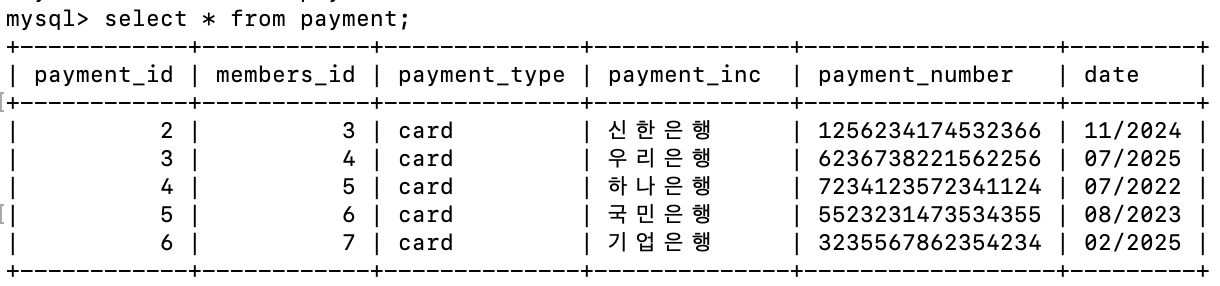 mysql> select * from payment;
+------------+------------+--------------+-------------+------------------+---------+
| payment_id | members_id | payment_type | payment_inc | payment_number | date |
+------------+------------+--------------+-------------+------------------+---------+
| 2 | 3 | card | 신한은행 | 1256234174532366 | 11/2024 |
| 3 | 4 | card | 우리은행 | 6236738221562256 | 07/2025 |
| 4 | 5 | card | 하나은행 | 7234123572341124 | 07/2022 |
| 5 | 6 | card | 국민은행 | 5523231473534355 | 08/2023 |
| 6 | 7 | card | 기업은행 | 3235567862354234 | 02/2025 |
+------------+------------+--------------+-------------+------------------+---------+